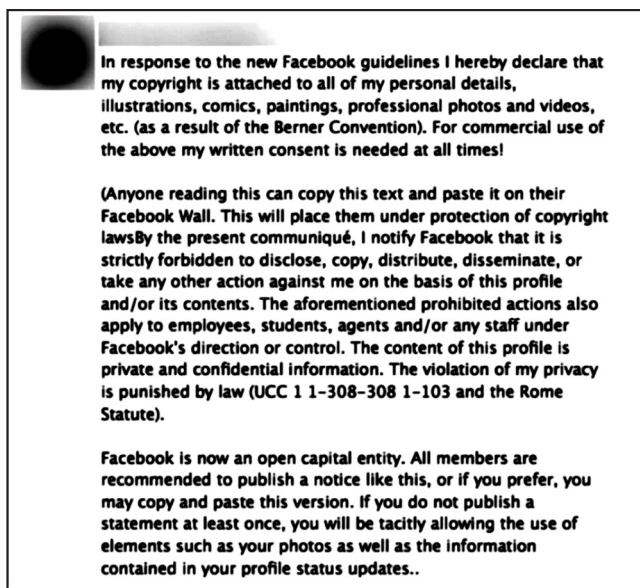 In response to the new Facebook guidelines I hereby declare that
my copyright is attached to all of my personal details,
illustrations, comics, paintings, professional photos and videos,
etc. (as a result of the Berner Convention). For commercial use of
the above my written consent is needed at all times!
(Anyone reading this can copy this text and paste it on their
Facebook Wall. This will place them under protection of copyright
lawsBy the present communiqué, I notify Facebook that it is
strictly forbidden to disclose, copy, distribute, disseminate, or
take any other action against me on the basis of this profile
and/or its contents. The aforementioned prohibited actions also
apply to employees, students, agents and/or any staff under
Facebook's direction or control. The content of this profile is
private and confidential information. The violation of my privacy
is punished by law (UCC 1 1-308-308 1-103 and the Rome
Statute).
Facebook is now an open capital entity. All members are
recommended to publish a notice like this, or if you prefer, you
may copy and paste this version. If you do not publish a
statement at least once, you will be tacitly allowing the use of
elements such as your photos as well as the information
contained in your profile status updates..